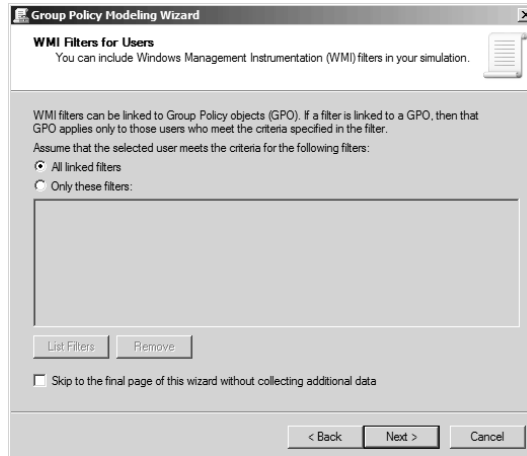 Group Policy Modeling Wizard
WMI Filters for Users
You can include Windows Management Instrumentation (WMI) filters in your simulation.
WMI filters can be linked to Group Policy objects (GPO). If a filter is linked to a GPO, then that
GPO applies only to those users who meet the criteria specified in the filter.
Assume that the selected user meets the criteria for the following filters:
All linked filters
Only these filters:
List Filters Remove
Skip to the final page of this wizard without collecting additional data
< Back Next > Cancel